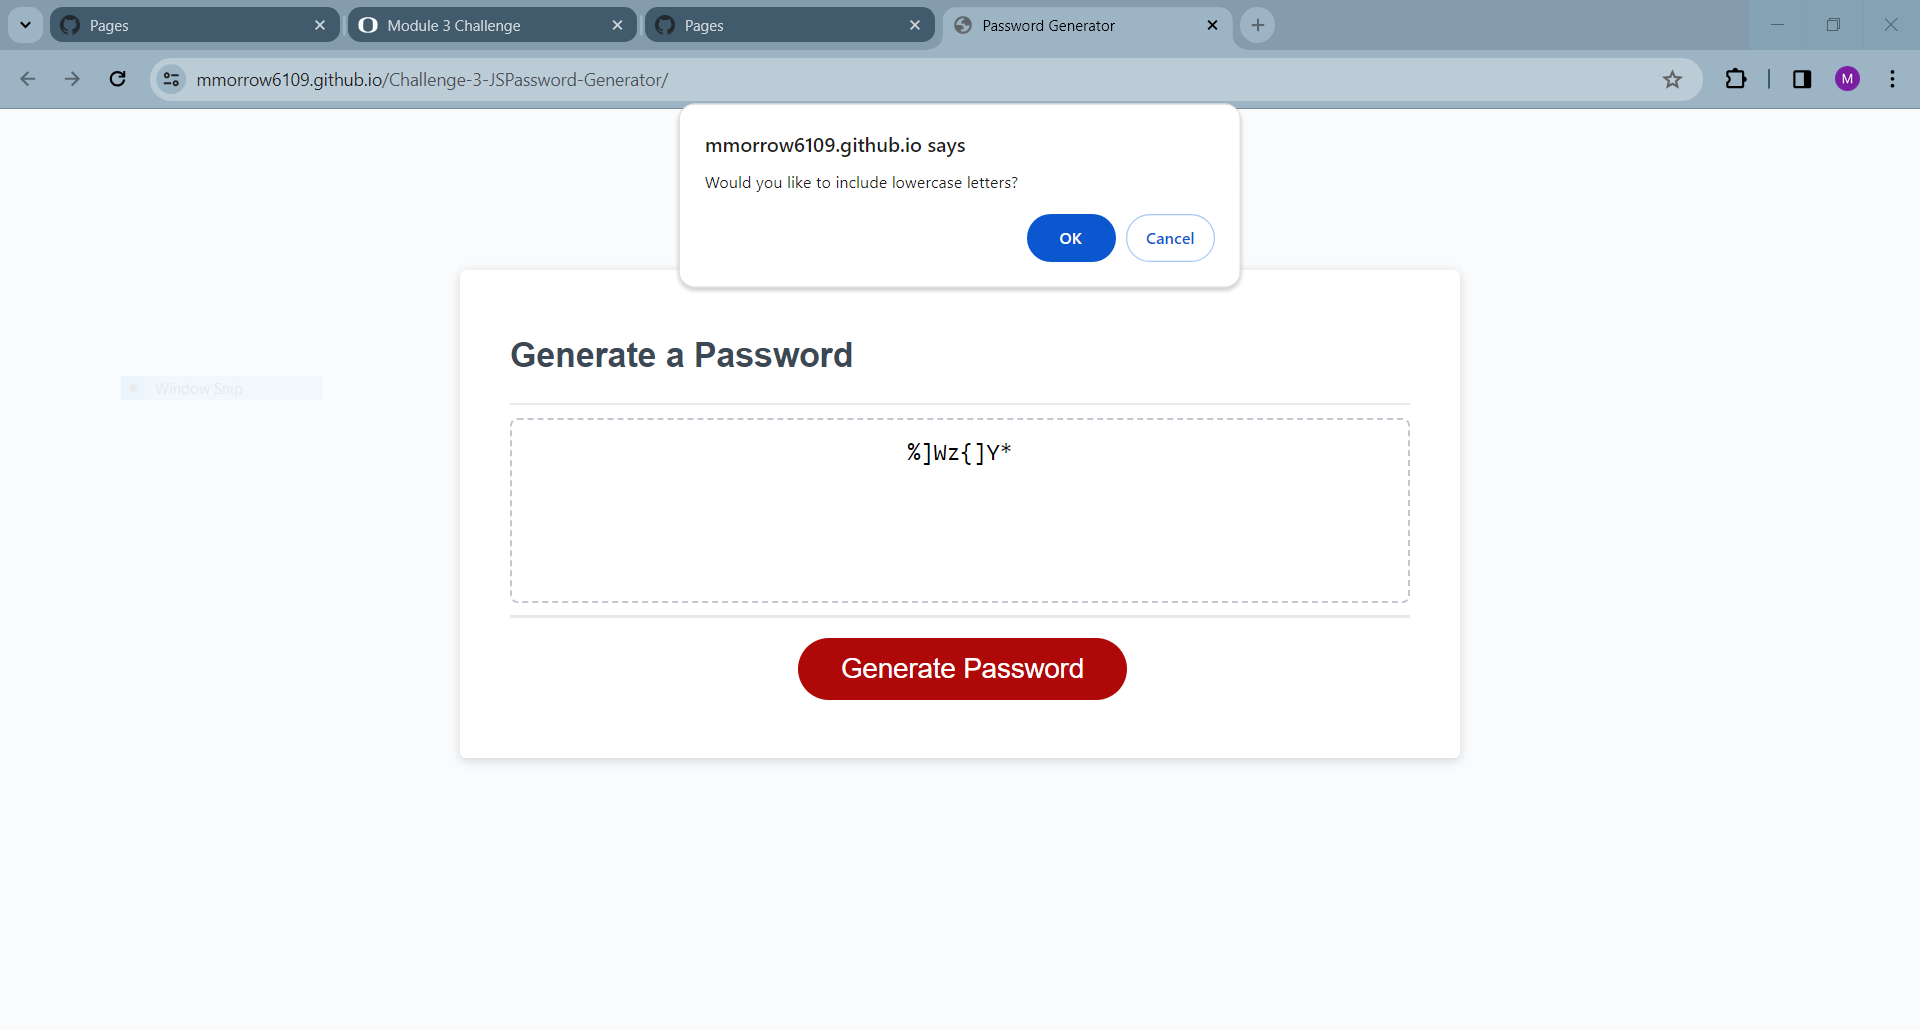 Pages
Module 3 Challenge
Pages
Password Generator
mmorrow6109.github.io/Challenge-3-JSPassword-Generator/
M
mmorrow6109.github.io says
Would you like to include lowercase letters?
OK
Cancel
Generate a Password
Window Snip
%]Wz{]Y*
Generate Password